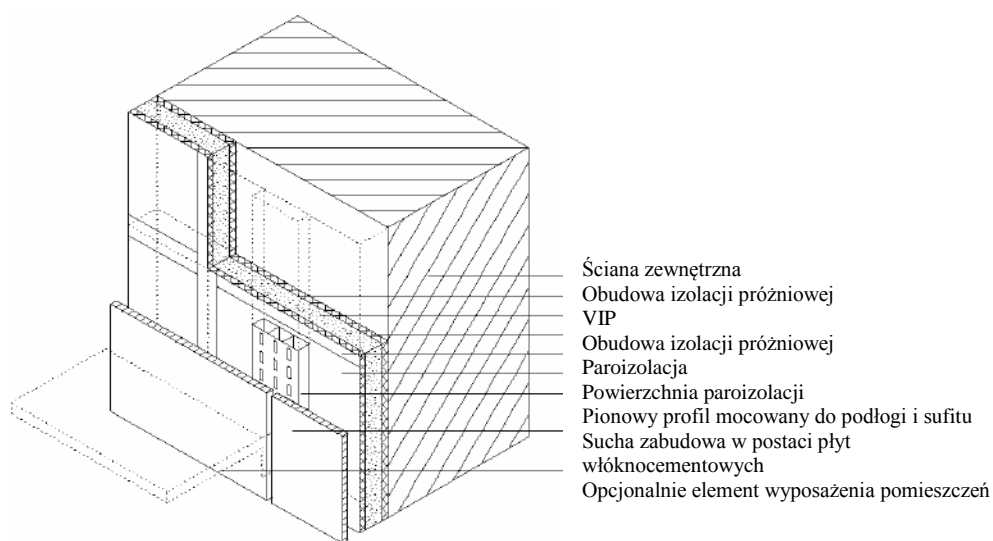 Ściana zewnętrzna
Obudowa izolacji próżniowej
VIP
Obudowa izolacji próżniowej
Paroizolacja
Powierzchnia paroizolacji
Pionowy profil mocowany do podłogi i sufitu
Sucha zabudowa w postaci płyt
włóknocementowych
Opcjonalnie element wyposażenia pomieszczeń